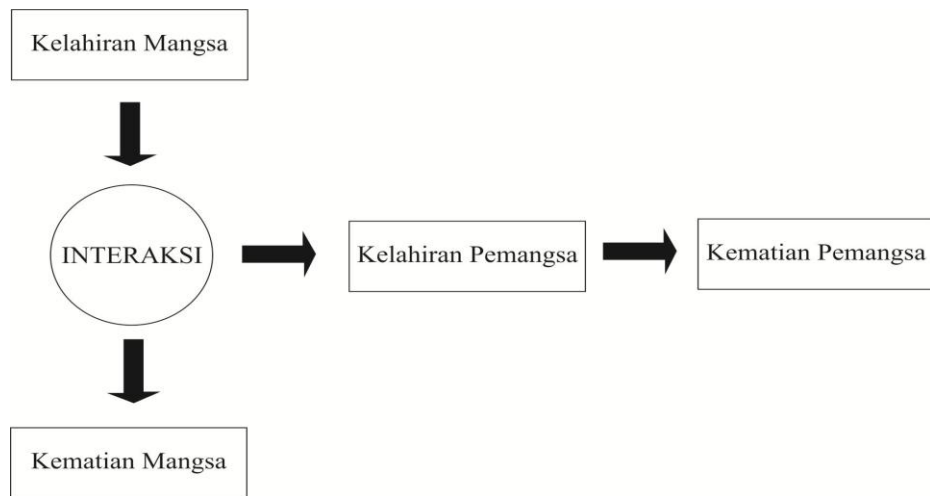 Kelahiran Mangsa
INTERAKSI
Kelahiran Pemangsa
Kematian Pemangsa
Kematian Mangsa